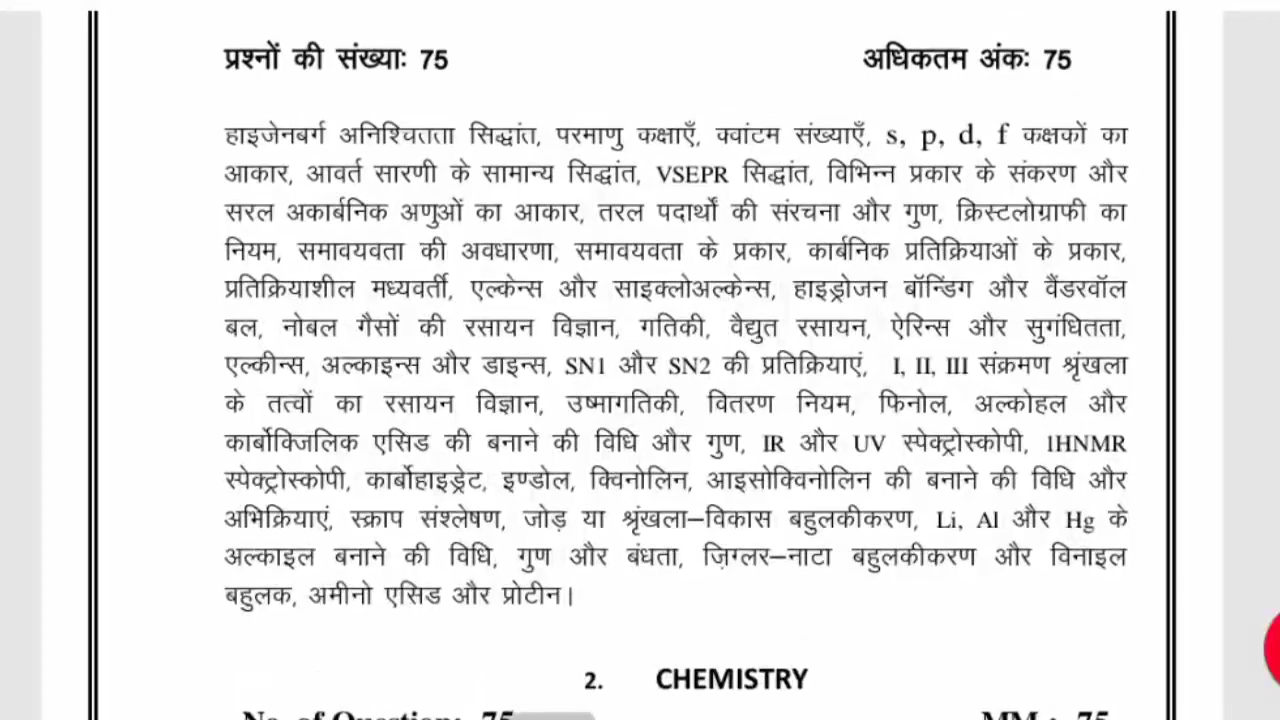 प्रश्नों की संख्याः 75 अधिकतम अंकः 75
हाइजेनबर्ग अनिश्चितता सिद्धांत, परमाणु कक्षाएँ, क्वांटम संख्याएँ, s, p, d, f कक्षकों का
आकार, आवर्त सारणी के सामान्य सिद्धांत, VSEPR सिद्धांत, विभिन्न प्रकार के संकरण और
सरल अकार्बनिक अणुओं का आकार, तरल पदार्थों की संरचना और गुण, क्रिस्टलोग्राफी का
नियम, समावयवता की अवधारणा, समावयवता के प्रकार, कार्बनिक प्रतिक्रियाओं के प्रकार,
प्रतिक्रियाशील मध्यवर्ती, एल्केन्स और साइक्लोअल्केन्स, हाइड्रोजन बॉन्डिंग और वैंडरवॉल
बल, नोबल गैसों की रसायन विज्ञान, गतिकी, वैद्युत रसायन, ऐरिन्स और सुगंधितता,
एल्कीन्स, अल्काइन्स और डाइन्स, SN1 और SN2 की प्रतिक्रियाएं, I, II, III संक्रमण श्रृंखला
के तत्वों का रसायन विज्ञान, उष्मागतिकी, वितरण नियम, फिनोल, अल्कोहल और
कार्बोक्जिलिक एसिड की बनाने की विधि और गुण, IR और UV स्पेक्ट्रोस्कोपी, 1HNMR
स्पेक्ट्रोस्कोपी, कार्बोहाइड्रेट, इण्डोल, क्विनोलिन, आइसोक्विनोलिन की बनाने की विधि और
अभिक्रियाएं, स्क्राप संश्लेषण, जोड़ या श्रृंखला–विकास बहुलकीकरण, Li, Al और Hg के
अल्काइल बनाने की विधि, गुण और बंधता, ज़िग्लर–नाटा बहुलकीकरण और विनाइल
बहुलक, अमीनो एसिड और प्रोटीन।
2. CHEMISTRY
No. of Question: 75 MM.: 75